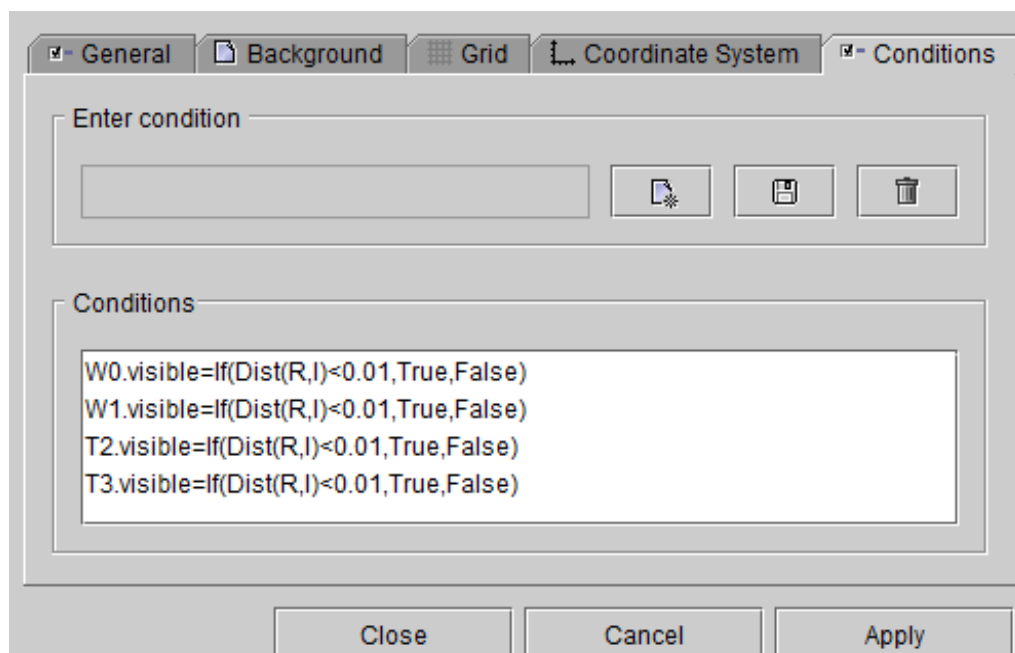 General Background Grid Coordinate System Conditions
Enter condition
Conditions
W0.visible=If(Dist(R,I)<0.01,True,False)
W1.visible=If(Dist(R,I)<0.01,True,False)
T2.visible=If(Dist(R,I)<0.01,True,False)
T3.visible=If(Dist(R,I)<0.01,True,False)
Close Cancel Apply